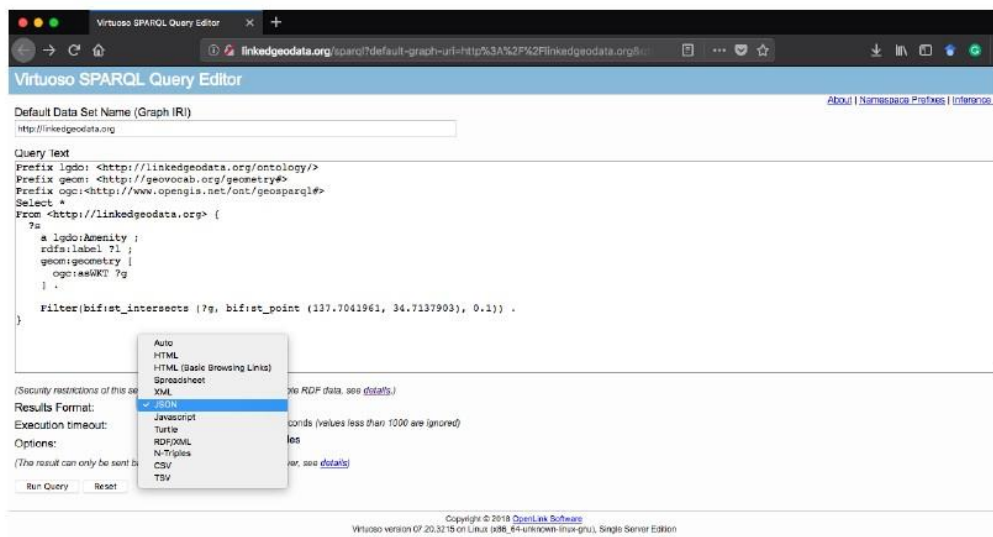 Virtuoso SPARQL Query Editor
linkedgeodata.org/sparql?default-graph-uri=http%3A%2F%2Flinkedgeodata.org&
Virtuoso SPARQL Query Editor
About | Namespace Prefixes | Inference
Default Data Set Name (Graph IRI)
http://linkedgeodata.org
Query Text
Prefix lgdo: <http://linkedgeodata.org/ontology/>
Prefix geom: <http://geovocab.org/geometry#>
Prefix ogc:<http://www.opengis.net/ont/geosparql#>
Select *
From <http://linkedgeodata.org> {
?s
a lgdo:Amenity ;
rdfs:label ?l ;
geom:geometry [
ogc:asWKT ?g
] .
Filter(bif:st_intersects (?g, bif:st_point (137.7041961, 34.7137903), 0.1)) .
}
Auto
HTML
HTML (Basic Browsing Links)
Spreadsheet
XML
✓ JSON
Javascript
Turtle
RDF/XML
N-Triples
CSV
TSV
(Security restrictions of this se RDF data, see details.)
Results Format:
Execution timeout: (values less than 1000 are ignored)
Options:
(The result can only be sent b see details)
Run Query Reset
Copyright © 2018 OpenLink Software
Virtuoso version 07.20.3215 on Linux (x86_64-unknown-linux-gnu), Single Server Edition